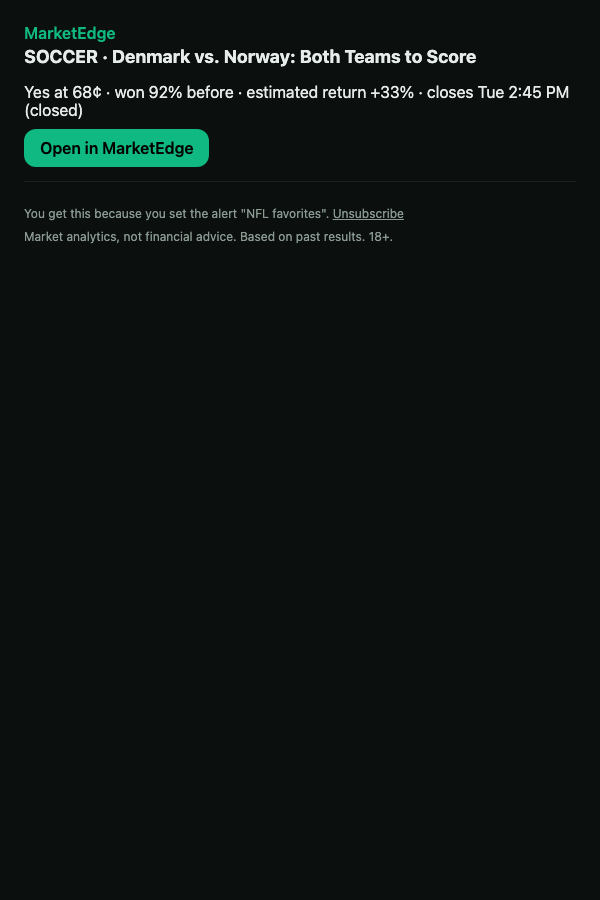 MarketEdge
SOCCER · Denmark vs. Norway: Both Teams to Score
Yes at 68¢ · won 92% before · estimated return +33% · closes Tue 2:45 PM
(closed)
Open in MarketEdge
You get this because you set the alert "NFL favorites". Unsubscribe
Market analytics, not financial advice. Based on past results. 18+.